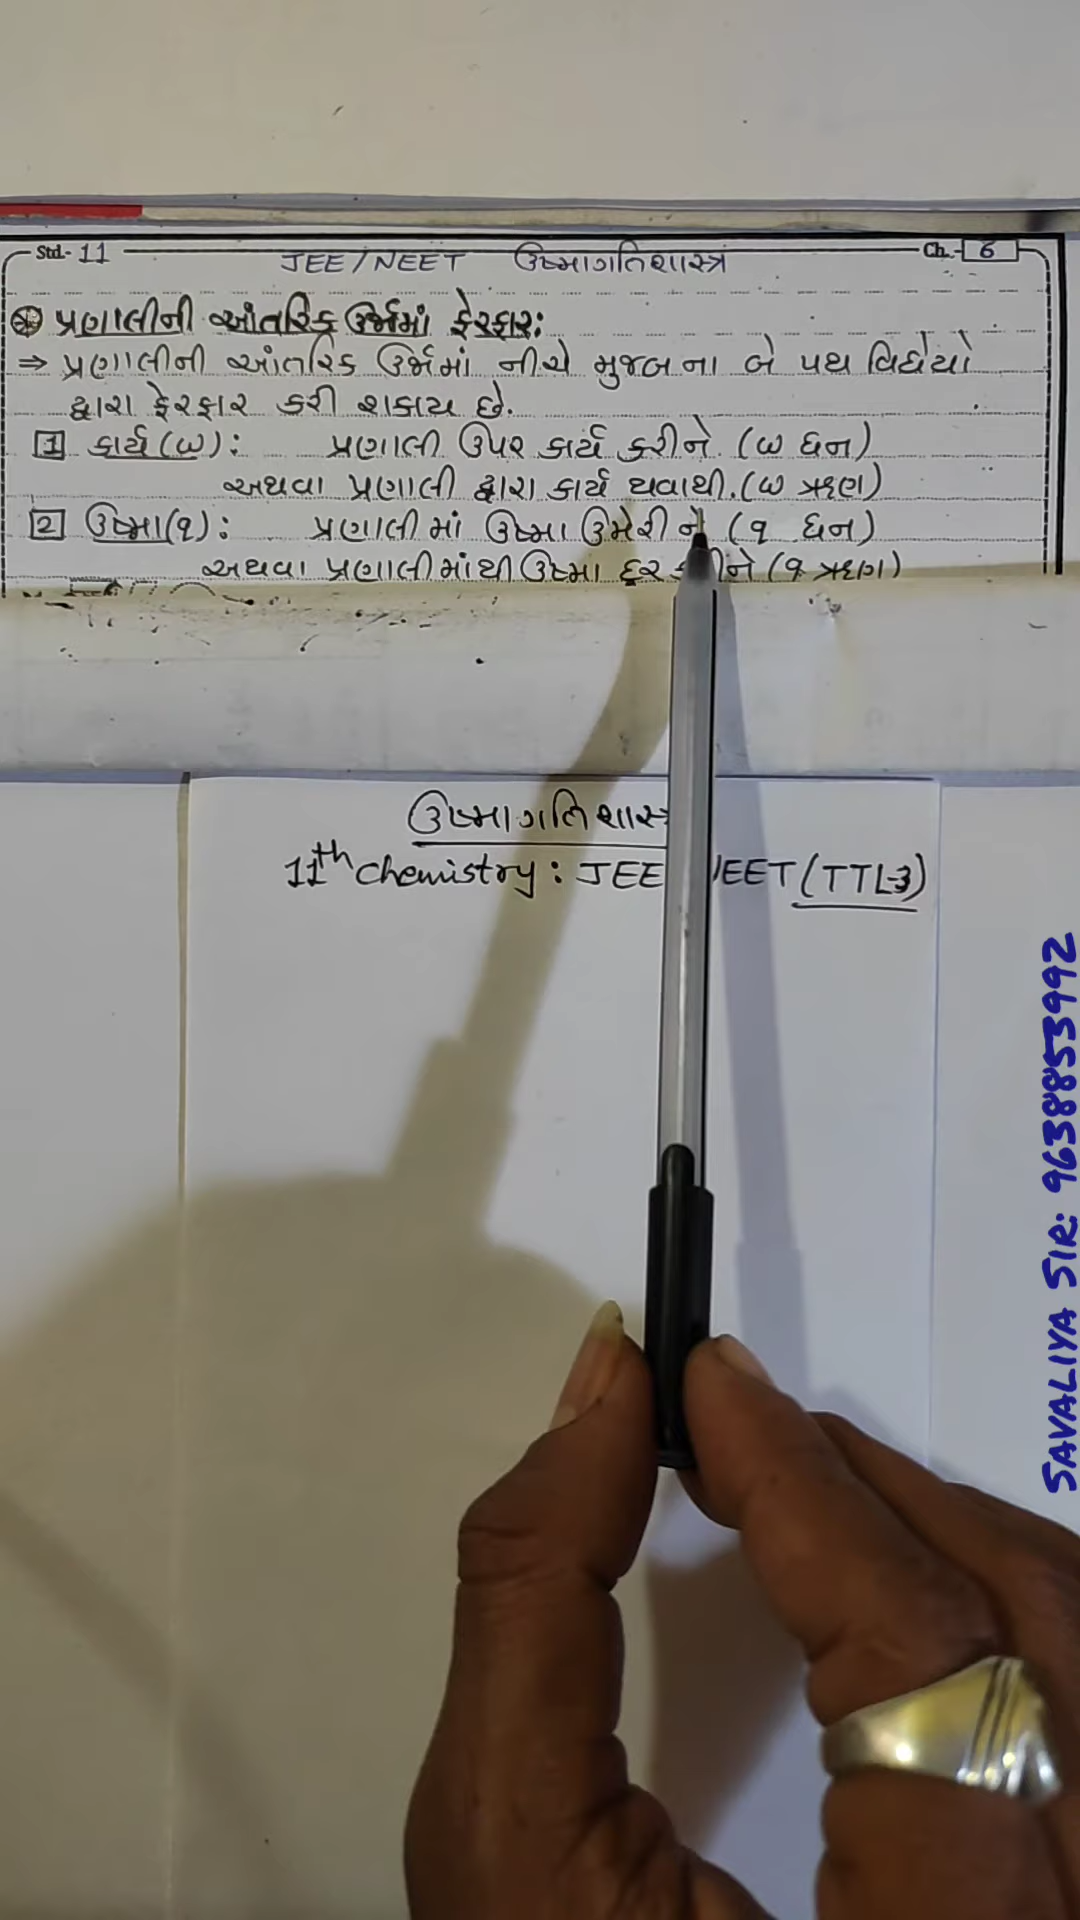 Std.- 11 JEE/NEET ઉષ્માગતિશાસ્ત્ર Ch.- 6
પ્રણાલીની આંતરિક ઉર્જામાં ફેરફાર:
⇒ પ્રણાલીની આંતરિક ઉર્જામાં નીચે મુજબના બે પથ વિધેયો
દ્વારા ફેરફાર કરી શકાય છે.
1 કાર્ય (w): પ્રણાલી ઉપર કાર્ય કરીને (w ધન)
અથવા પ્રણાલી દ્વારા કાર્ય થવાથી. (w ઋણ)
2 ઉષ્મા (q): પ્રણાલીમાં ઉષ્મા ઉમેરીને (q ધન)
અથવા પ્રણાલીમાંથી ઉષ્મા દૂર કરીને (q ઋણ)
ઉષ્માગતિશાસ્ત્ર
11th Chemistry: JEE NEET (TTL-3)
SAVALIYA SIR: 9638853992